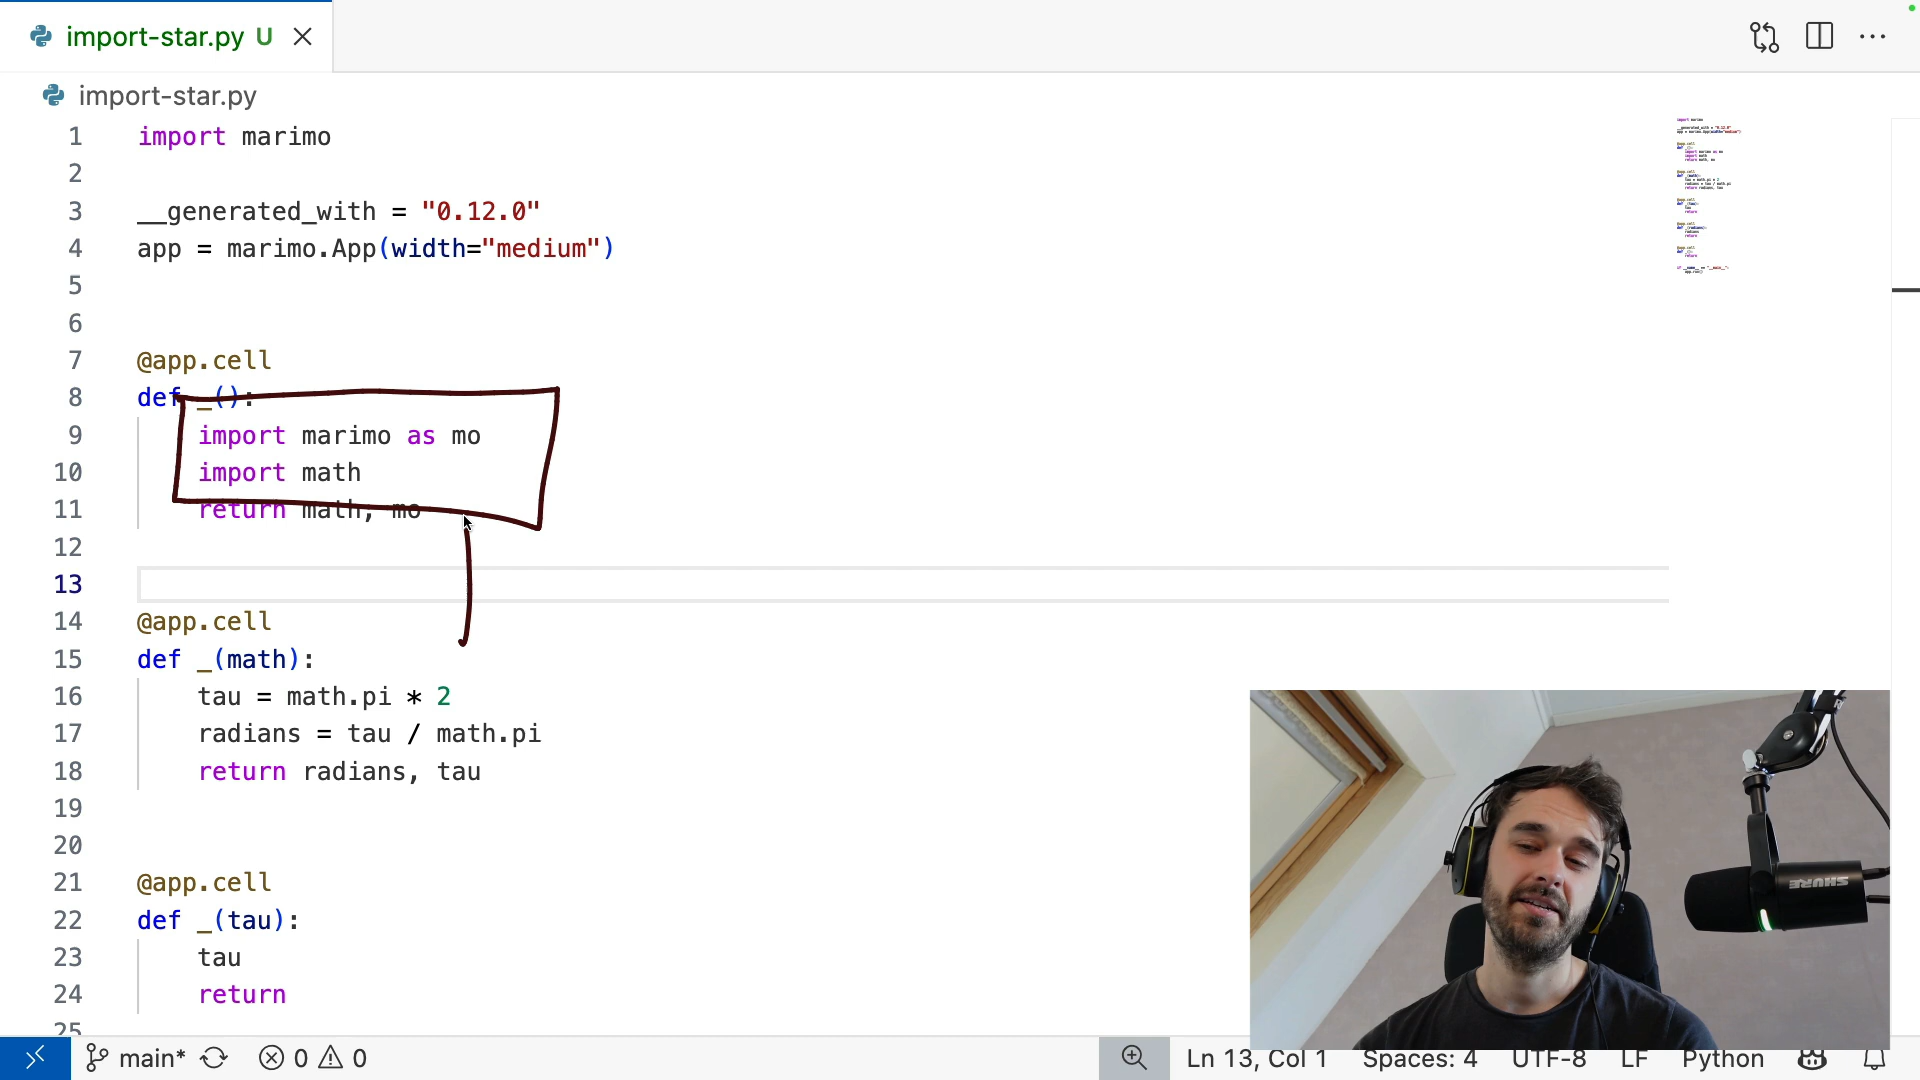 import-star.py U
import-star.py
1 import marimo
2
3 __generated_with = "0.12.0"
4 app = marimo.App(width="medium")
5
6
7 @app.cell
8 def _():
9 import marimo as mo
10 import math
11 return math, mo
12
13
14 @app.cell
15 def _(math):
16 tau = math.pi * 2
17 radians = tau / math.pi
18 return radians, tau
19
20
21 @app.cell
22 def _(tau):
23 tau
24 return
25
SHURE
main* 0 0 Ln 13, Col 1 Spaces: 4 UTF-8 LF Python